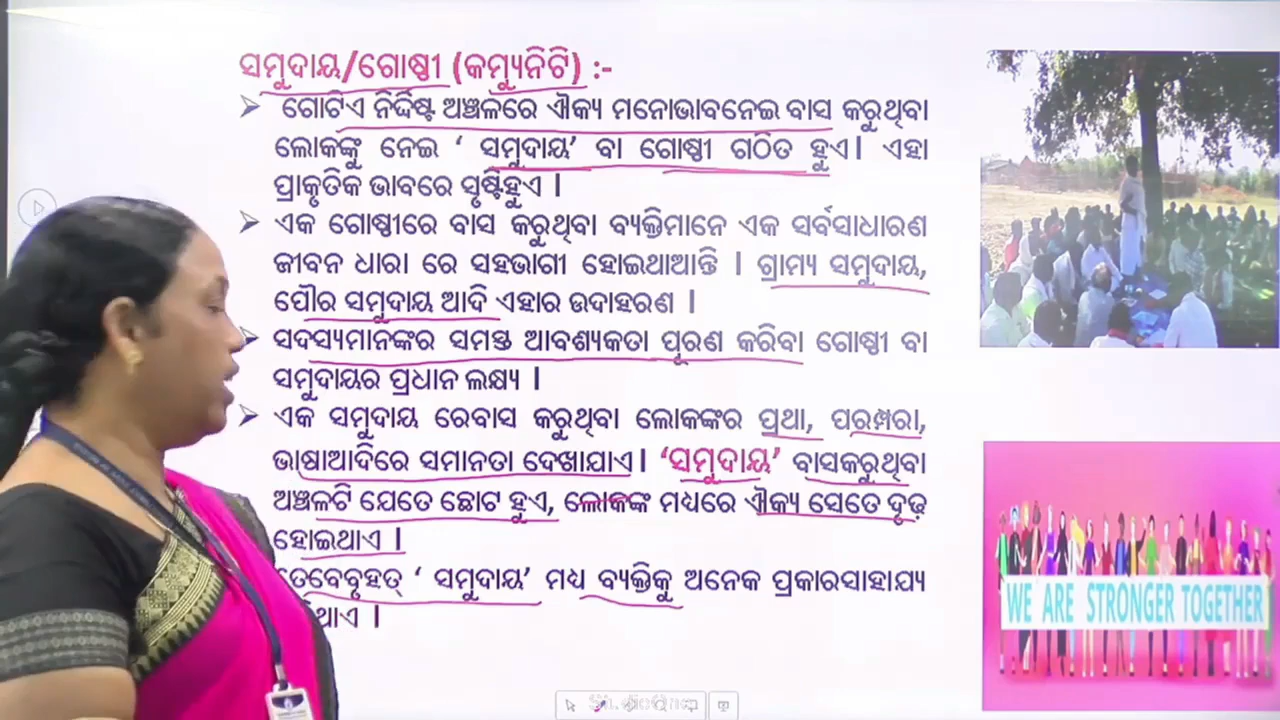 ସମୁଦାୟ/ଗୋଷ୍ଠୀ (କମ୍ୟୁନିଟି) :-
ଗୋଟିଏ ନିର୍ଦ୍ଦିଷ୍ଟ ଅଞ୍ଚଳରେ ଐକ୍ୟ ମନୋଭାବନେଇ ବାସ କରୁଥିବା
ଲୋକଙ୍କୁ ନେଇ ‘ ସମୁଦାୟ’ ବା ଗୋଷ୍ଠୀ ଗଠିତ ହୁଏ। ଏହା
ପ୍ରାକୃତିକ ଭାବରେ ସୃଷ୍ଟିହୁଏ ।
ଏକ ଗୋଷ୍ଠୀରେ ବାସ କରୁଥିବା ବ୍ୟକ୍ତିମାନେ ଏକ ସର୍ବସାଧାରଣ
ଜୀବନ ଧାରା ରେ ସହଭାଗୀ ହୋଇଥାଆନ୍ତି । ଗ୍ରାମ୍ୟ ସମୁଦାୟ,
ପୌର ସମୁଦାୟ ଆଦି ଏହାର ଉଦାହରଣ ।
ସଦସ୍ୟମାନଙ୍କର ସମସ୍ତ ଆବଶ୍ୟକତା ପୂରଣ କରିବା ଗୋଷ୍ଠୀ ବା
ସମୁଦାୟର ପ୍ରଧାନ ଲକ୍ଷ୍ୟ ।
ଏକ ସମୁଦାୟ ରେବାସ କରୁଥିବା ଲୋକଙ୍କର ପ୍ରଥା, ପରମ୍ପରା,
ଭାଷାଆଦିରେ ସମାନତା ଦେଖାଯାଏ। ‘ସମୁଦାୟ’ ବାସକରୁଥିବା
ଅଞ୍ଚଳଟି ଯେତେ ଛୋଟ ହୁଏ, ଲୋକଙ୍କ ମଧ୍ୟରେ ଐକ୍ୟ ସେତେ ଦୃଢ଼
ହୋଇଥାଏ ।
ତେବେବୃହତ୍ ‘ ସମୁଦାୟ’ ମଧ୍ୟ ବ୍ୟକ୍ତିକୁ ଅନେକ ପ୍ରକାରସାହାଯ୍ୟ
WE ARE STRONGER TOGETHER